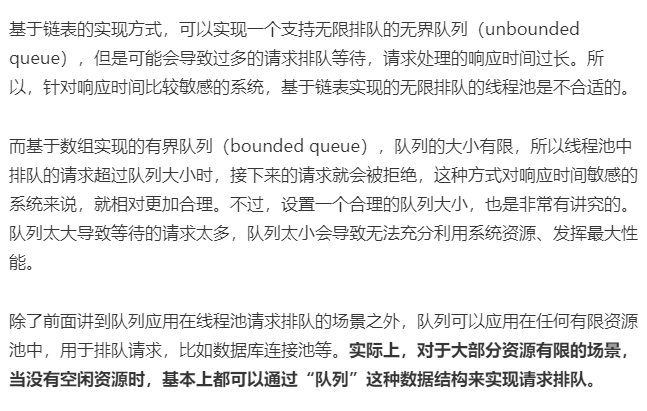 基于链表的实现方式，可以实现一个支持无限排队的无界队列（unbounded
queue），但是可能会导致过多的请求排队等待，请求处理的响应时间过长。所
以，针对响应时间比较敏感的系统，基于链表实现的无限排队的线程池是不合适的。
而基于数组实现的有界队列（bounded queue），队列的大小有限，所以线程池中
排队的请求超过队列大小时，接下来的请求就会被拒绝，这种方式对响应时间敏感的
系统来说，就相对更加合理。不过，设置一个合理的队列大小，也是非常有讲究的。
队列太大导致等待的请求太多，队列太小会导致无法充分利用系统资源、发挥最大性
能。
除了前面讲到队列应用在线程池请求排队的场景之外，队列可以应用在任何有限资源
池中，用于排队请求，比如数据库连接池等。实际上，对于大部分资源有限的场景，
当没有空闲资源时，基本上都可以通过“队列”这种数据结构来实现请求排队。